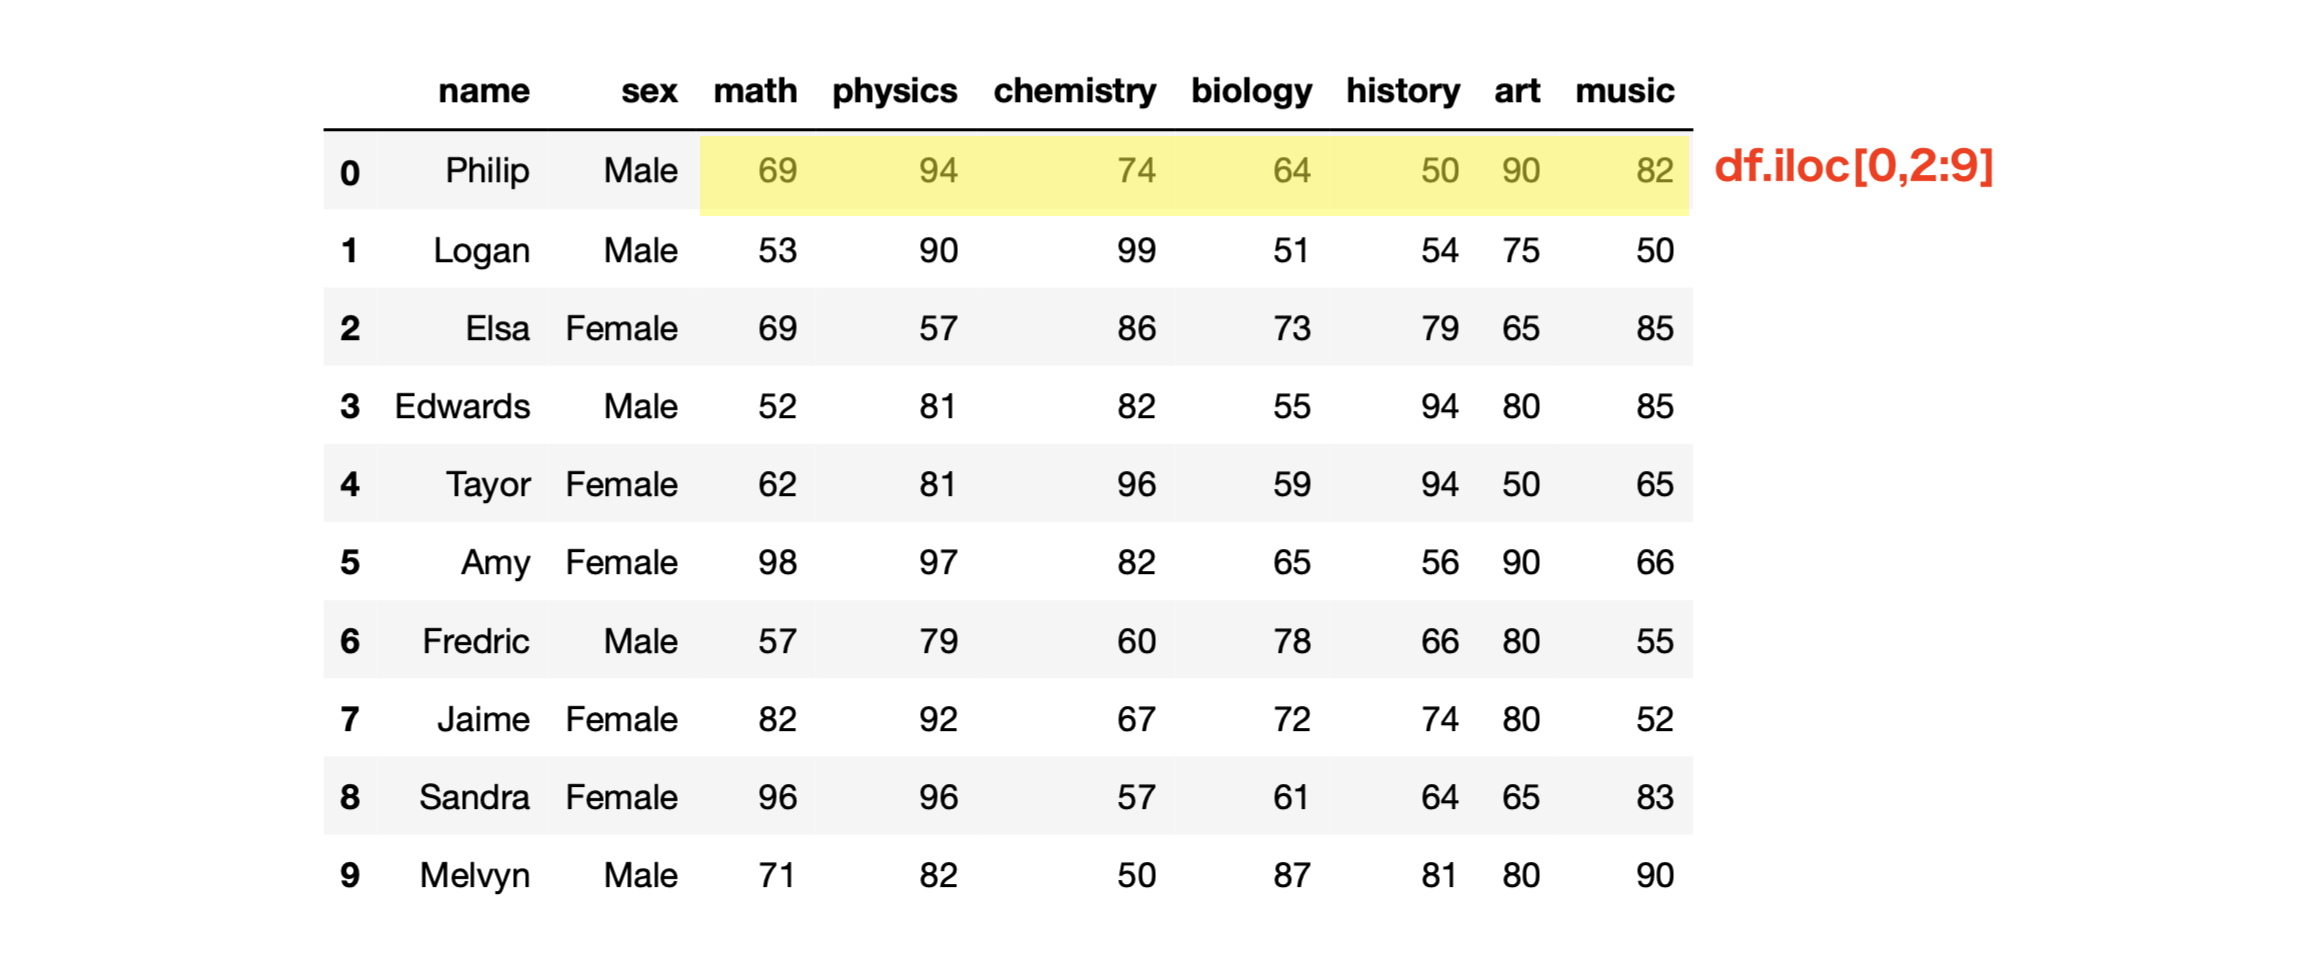 name sex math physics chemistry biology history art music
0 Philip Male 69 94 74 64 50 90 82 df.iloc[0,2:9]
1 Logan Male 53 90 99 51 54 75 50
2 Elsa Female 69 57 86 73 79 65 85
3 Edwards Male 52 81 82 55 94 80 85
4 Tayor Female 62 81 96 59 94 50 65
5 Amy Female 98 97 82 65 56 90 66
6 Fredric Male 57 79 60 78 66 80 55
7 Jaime Female 82 92 67 72 74 80 52
8 Sandra Female 96 96 57 61 64 65 83
9 Melvyn Male 71 82 50 87 81 80 90